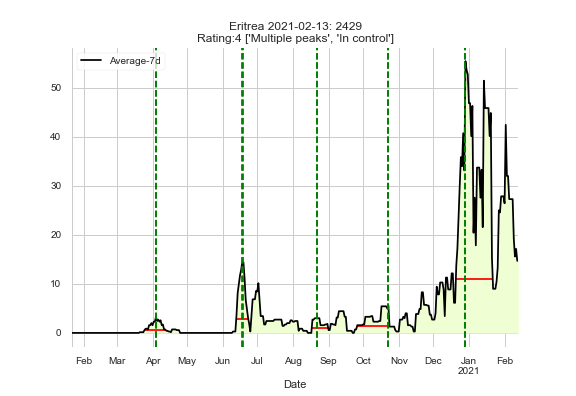 Eritrea 2021-02-13: 2429
Rating:4 ['Multiple peaks', 'In control']
Average-7d
50
40
30
20
10
0
Feb Mar Apr May Jun Jul Aug Sep Oct Nov Dec Jan Feb
2021
Date